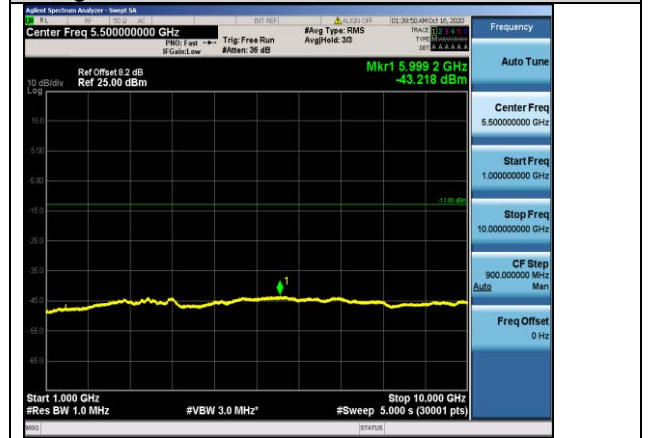 Agilent Spectrum Analyzer - Swept SA
RL RF 50 Ω AC INT REF ALIGN OFF 01:39:50 AM Oct 16, 2020
Center Freq 5.500000000 GHz
PNO: Fast
IFGain:Low
Trig: Free Run
#Atten: 36 dB
#Avg Type: RMS
Avg|Hold: 3/3
TRACE 1 2 3 4 5 6
TYPE
DET A A A A A A
Frequency
Mkr1 5.999 2 GHz
-43.218 dBm
Ref Offset 8.2 dB
Ref 25.00 dBm
10 dB/div
Log
15.0
5.00
-5.00
-15.0
-25.0
-35.0
-45.0
-55.0
-65.0
-13.00 dBm
1
Start 1.000 GHz
Stop 10.000 GHz
#Res BW 1.0 MHz
#VBW 3.0 MHz*
#Sweep 5.000 s (30001 pts)
MSG
STATUS
Auto Tune
Center Freq
5.500000000 GHz
Start Freq
1.000000000 GHz
Stop Freq
10.000000000 GHz
CF Step
900.000000 MHz
Auto Man
Freq Offset
0 Hz